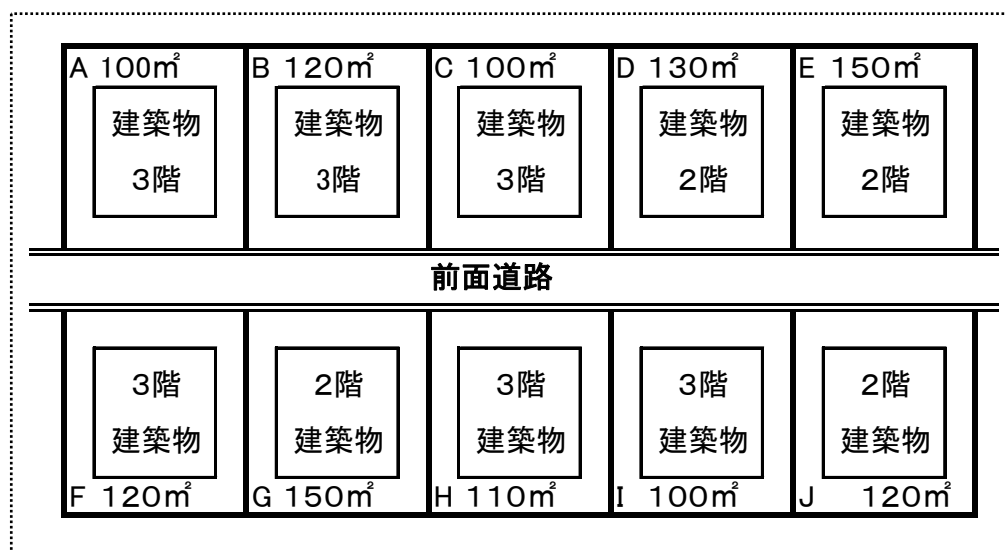 A 100㎡ B 120㎡ C 100㎡ D 130㎡ E 150㎡
建築物 建築物 建築物 建築物 建築物
3階 3階 3階 2階 2階
前面道路
3階 2階 3階 3階 2階
建築物 建築物 建築物 建築物 建築物
F 120㎡ G 150㎡ H 110㎡ I 100㎡ J 120㎡